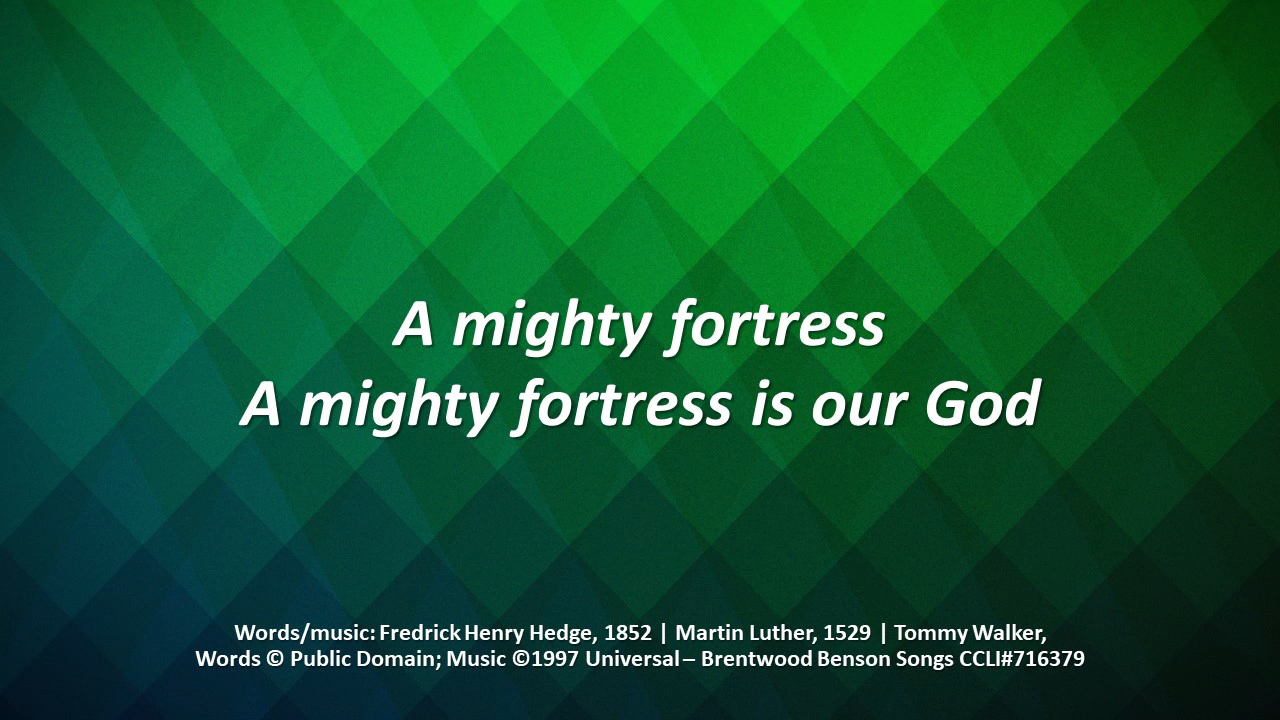 A mighty fortress
A mighty fortress is our God
Words/music: Fredrick Henry Hedge, 1852 | Martin Luther, 1529 | Tommy Walker,
Words © Public Domain; Music ©1997 Universal – Brentwood Benson Songs CCLI#716379